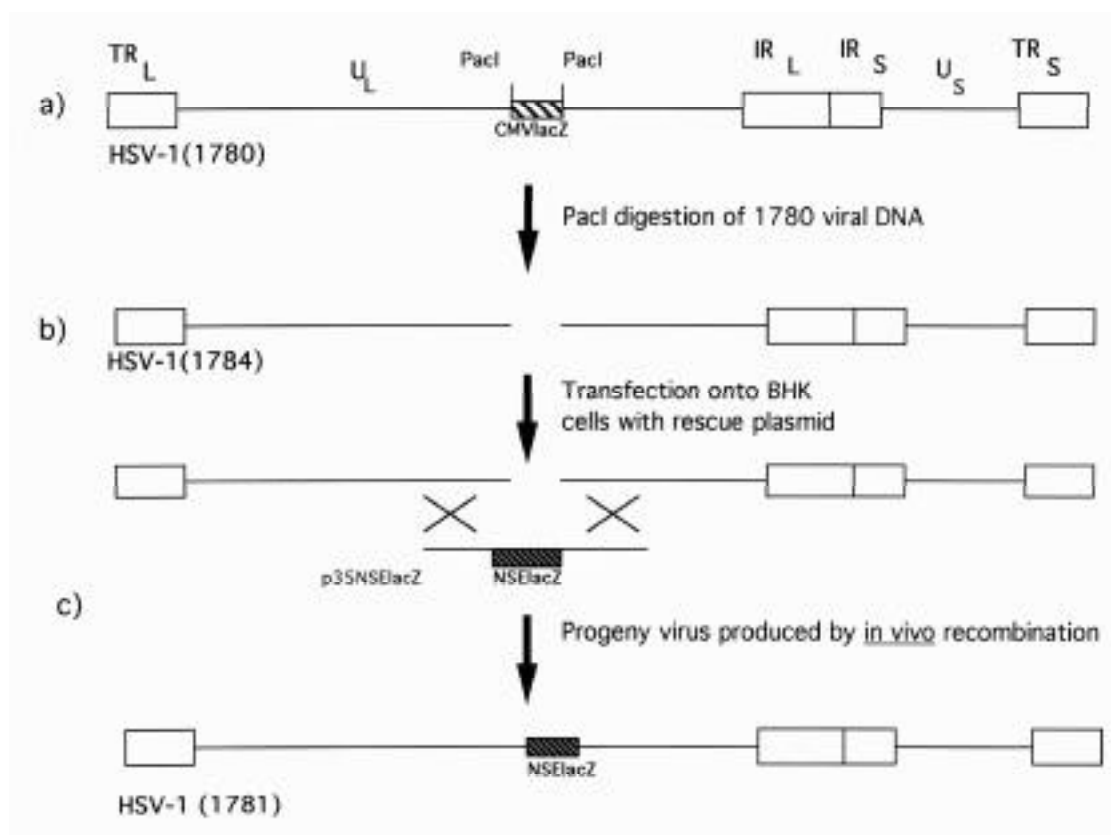 TR L
U L
PacI PacI
IR L
IR S
U S
TR S
a)
CMVlacZ
HSV-1(1780)
PacI digestion of 1780 viral DNA
b)
HSV-1(1784)
Transfection onto BHK
cells with rescue plasmid
p35NSElacZ
NSElacZ
c)
Progeny virus produced by in vivo recombination
NSElacZ
HSV-1 (1781)